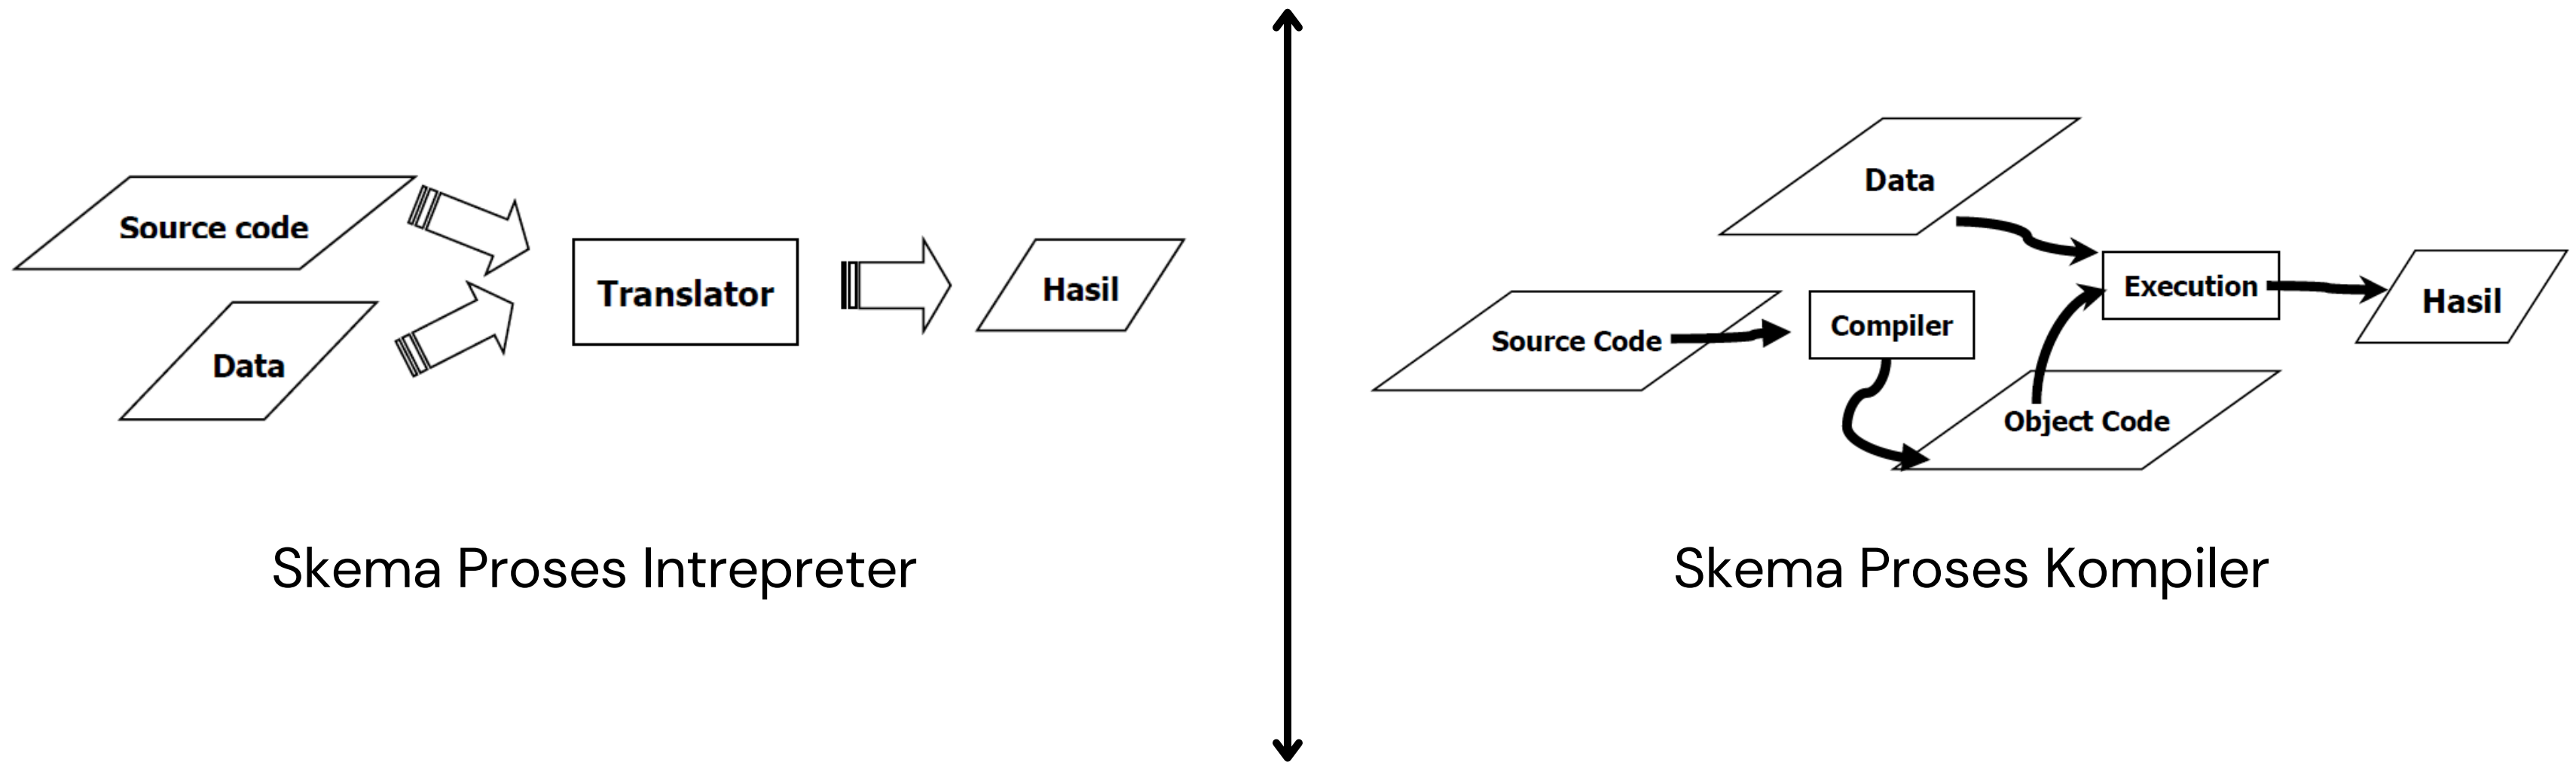 Source code
Data
Translator
Hasil
Skema Proses Intrepreter
Data
Source Code
Compiler
Execution
Object Code
Hasil
Skema Proses Kompiler